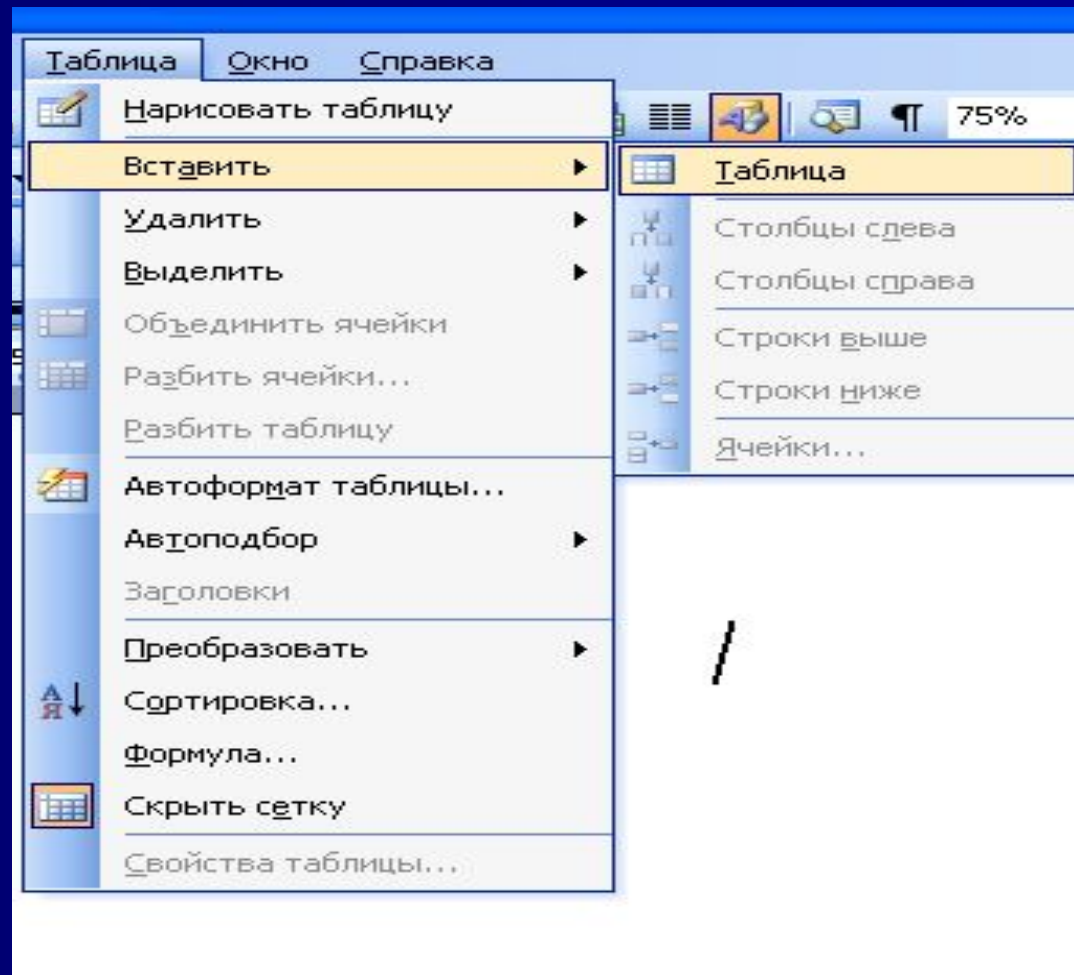 Таблица Окно Справка
75%
Нарисовать таблицу
Вставить
Удалить
Выделить
Объединить ячейки
Разбить ячейки...
Разбить таблицу
Автоформат таблицы...
Автоподбор
Заголовки
Преобразовать
Сортировка...
Формула...
Скрыть сетку
Свойства таблицы...
Таблица
Столбцы слева
Столбцы справа
Строки выше
Строки ниже
Ячейки...